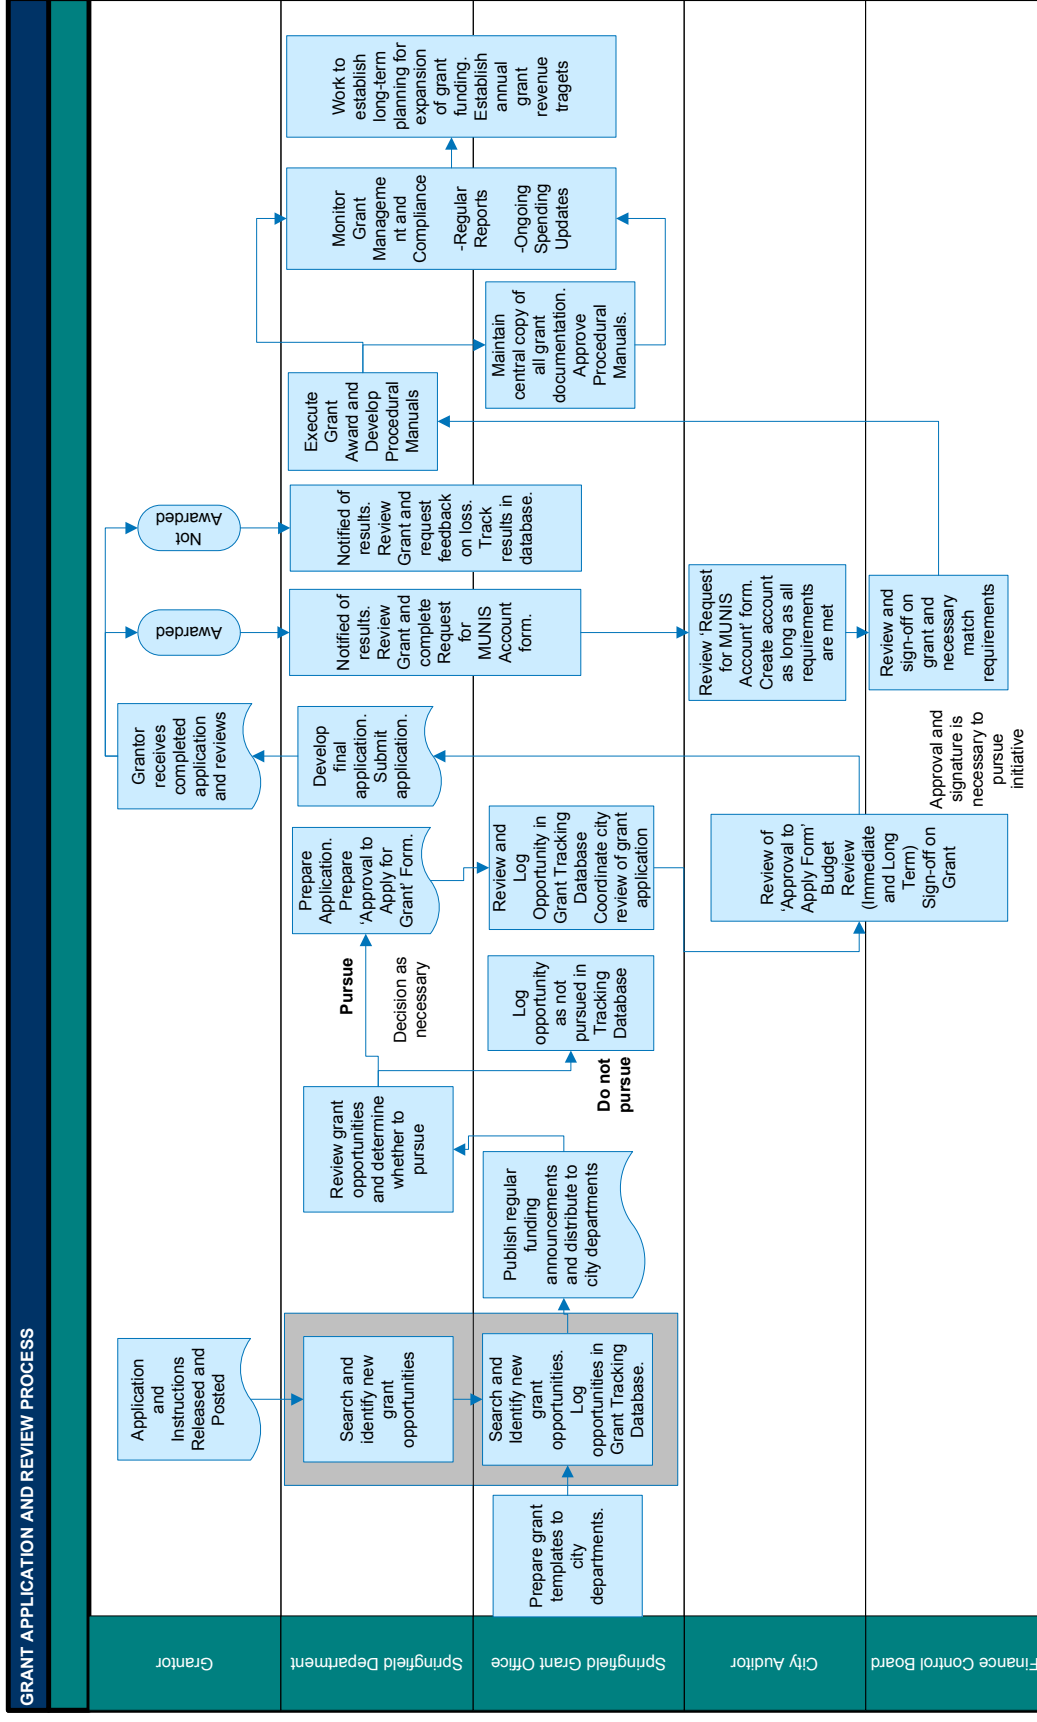 GRANT APPLICATION AND REVIEW PROCESS
Grantor
Application
and
Instructions
Released and
Posted
Grantor
receives
completed
application
and reviews
Awarded
Not
Awarded
Springfield Department
Search and
identify new
grant
opportunities
Review grant
opportunities
and determine
whether to
pursue
Pursue
Decision as
necessary
Prepare
Application.
Prepare
‘Approval to
Apply for
Grant’ Form.
Develop
final
application.
Submit
application.
Notified of
results.
Review
Grant and
complete
Request
for
MUNIS
Account
form.
Notified of
results.
Review
Grant and
request
feedback
on loss.
Track
results in
database.
Execute
Grant
Award and
Develop
Procedural
Manuals
Monitor
Grant
Manageme
nt and
Compliance
-Regular
Reports
-Ongoing
Spending
Updates
Work to
establish
long-term
planning for
expansion
of grant
funding.
Establish
annual
grant
revenue
tragets
Springfield Grant Office
Prepare grant
templates to
city
departments.
Search and
Identify new
grant
opportunities.
Log
opportunities in
Grant Tracking
Database.
Publish regular
funding
announcements
and distribute to
city departments
Do not
pursue
Log
opportunity
as not
pursued in
Tracking
Database
Review and
Log
Opportunity in
Grant Tracking
Database
Coordinate city
review of grant
application
Maintain
central copy of
all grant
documentation.
Approve
Procedural
Manuals.
City Auditor
Review of
‘Approval to
Apply Form’
Budget
Review
(Immediate
and Long
Term)
Sign-off on
Grant
Review ‘Request
for MUNIS
Account’ form.
Create account
as long as all
requirements
are met
Finance Control Board
Approval and
signature is
necessary to
pursue
initiative
Review and
sign-off on
grant and
necessary
match
requirements